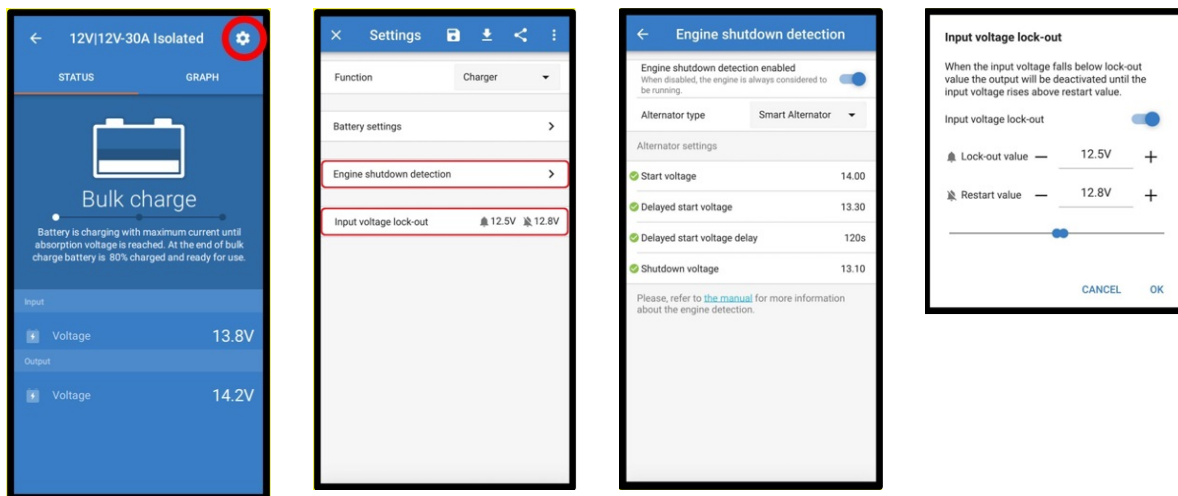 12V|12V-30A Isolated
STATUS GRAPH
Bulk charge
Battery is charging with maximum current until
absorption voltage is reached. At the end of bulk
charge battery is 80% charged and ready for use.
Input
Voltage 13.8V
Output
Voltage 14.2V
Settings
Function Charger
Battery settings
Engine shutdown detection
Input voltage lock-out 12.5V 12.8V
Engine shutdown detection
Engine shutdown detection enabled
When disabled, the engine is always considered to
be running.
Alternator type Smart Alternator
Alternator settings
Start voltage 14.00
Delayed start voltage 13.30
Delayed start voltage delay 120s
Shutdown voltage 13.10
Please, refer to the manual for more information
about the engine detection.
Input voltage lock-out
When the input voltage falls below lock-out
value the output will be deactivated until the
input voltage rises above restart value.
Input voltage lock-out
Lock-out value — 12.5V +
Restart value — 12.8V +
CANCEL OK